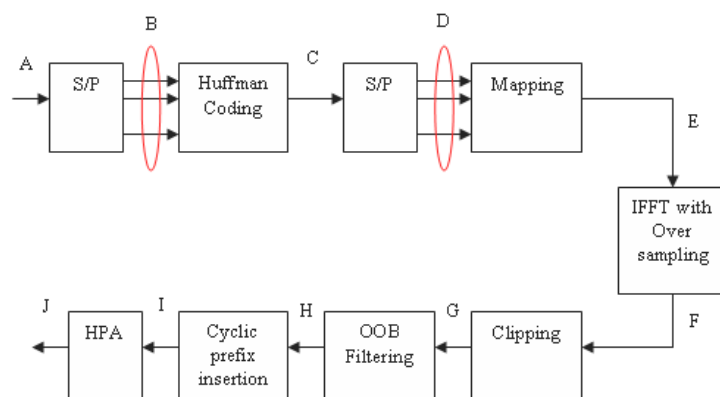 B
D
A
S/P
Huffman
Coding
C
S/P
Mapping
E
IFFT with
Over
sampling
J
HPA
I
Cyclic
prefix
insertion
H
OOB
Filtering
G
Clipping
F